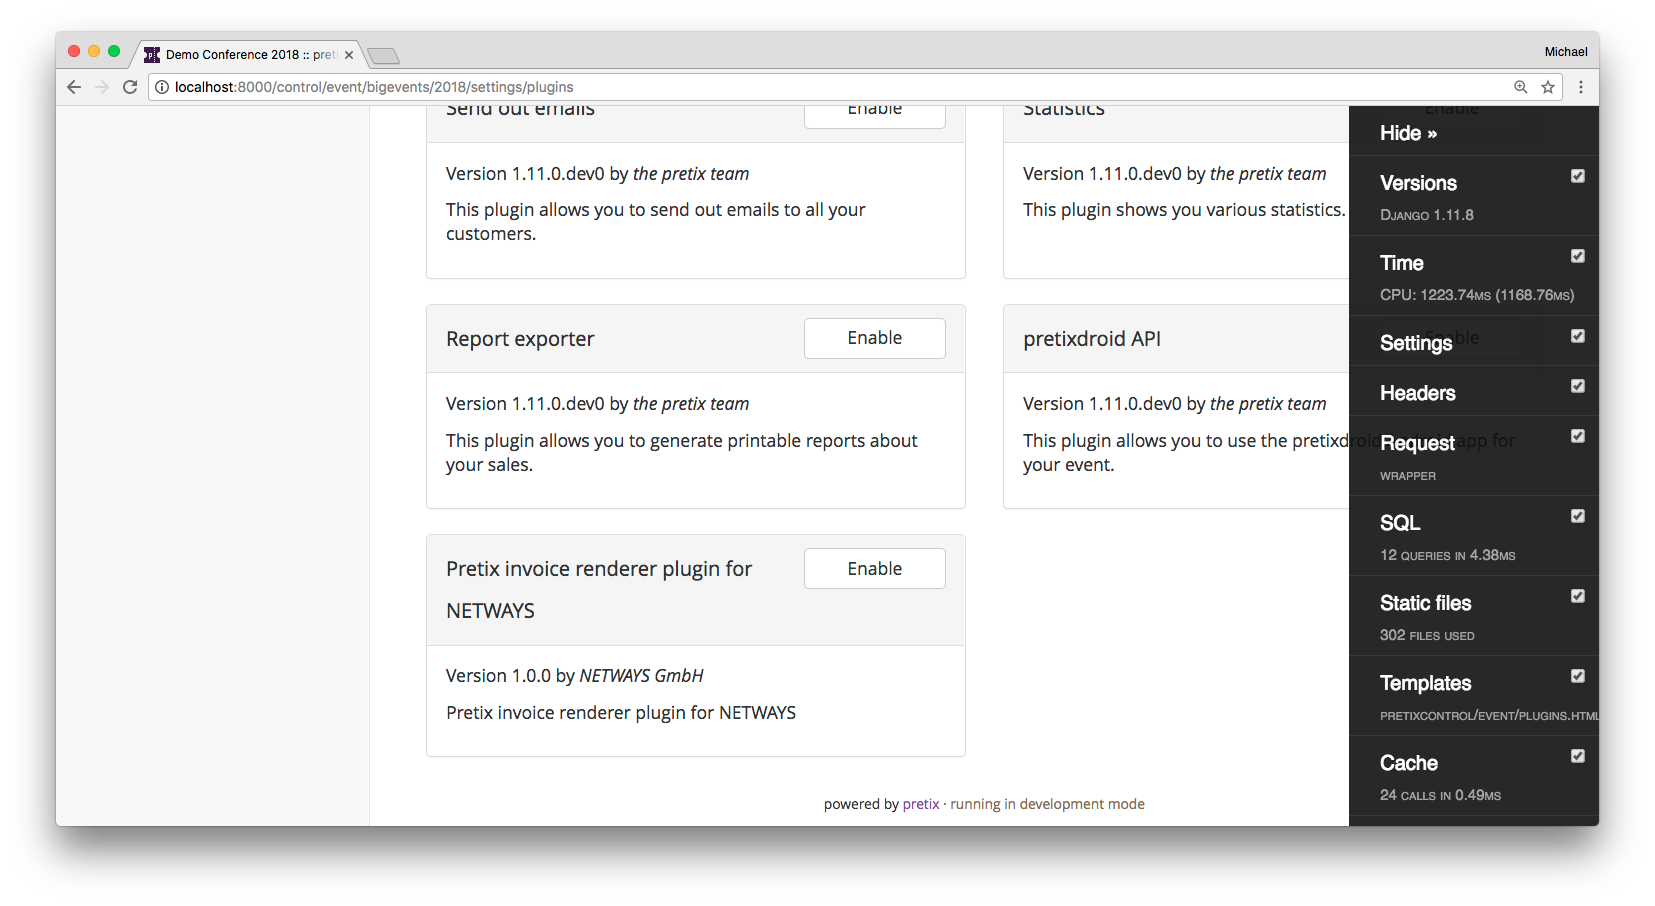 Demo Conference 2018 :: pret
Michael
localhost:8000/control/event/bigevents/2018/settings/plugins
Send out emails
Enable
Version 1.11.0.dev0 by the pretix team
This plugin allows you to send out emails to all your
customers.
Statistics
Enable
Version 1.11.0.dev0 by the pretix team
This plugin shows you various statistics.
Report exporter
Enable
Version 1.11.0.dev0 by the pretix team
This plugin allows you to generate printable reports about
your sales.
pretixdroid API
Enable
Version 1.11.0.dev0 by the pretix team
This plugin allows you to use the pretixdroid app for
your event.
Pretix invoice renderer plugin for
NETWAYS
Enable
Version 1.0.0 by NETWAYS GmbH
Pretix invoice renderer plugin for NETWAYS
powered by pretix · running in development mode
Hide »
Versions
Django 1.11.8
Time
CPU: 1223.74ms (1168.76ms)
Settings
Headers
Request
wrapper
SQL
12 queries in 4.38ms
Static files
302 files used
Templates
pretixcontrol/event/plugins.html
Cache
24 calls in 0.49ms